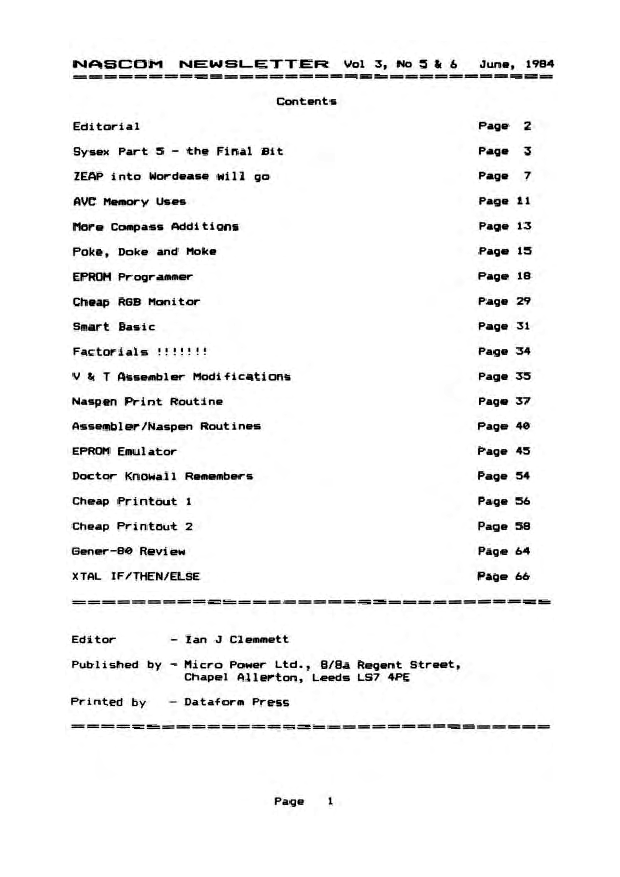 NASCOM NEWSLETTER Vol 3, No 5 & 6 June, 1984
Contents
Editorial Page 2
Sysex Part 5 - the Final Bit Page 3
ZEAP into Wordease will go Page 7
AVC Memory Uses Page 11
More Compass Additions Page 13
Poke, Doke and Moke Page 15
EPROM Programmer Page 18
Cheap RGB Monitor Page 29
Smart Basic Page 31
Factorials !!!!!!! Page 34
V & T Assembler Modifications Page 35
Naspen Print Routine Page 37
Assembler/Naspen Routines Page 40
EPROM Emulator Page 45
Doctor Knowall Remembers Page 54
Cheap Printout 1 Page 56
Cheap Printout 2 Page 58
Gener-80 Review Page 64
XTAL IF/THEN/ELSE Page 66
Editor - Ian J Clemmett
Published by - Micro Power Ltd., 8/8a Regent Street,
Chapel Allerton, Leeds LS7 4PE
Printed by - Dataform Press
Page 1